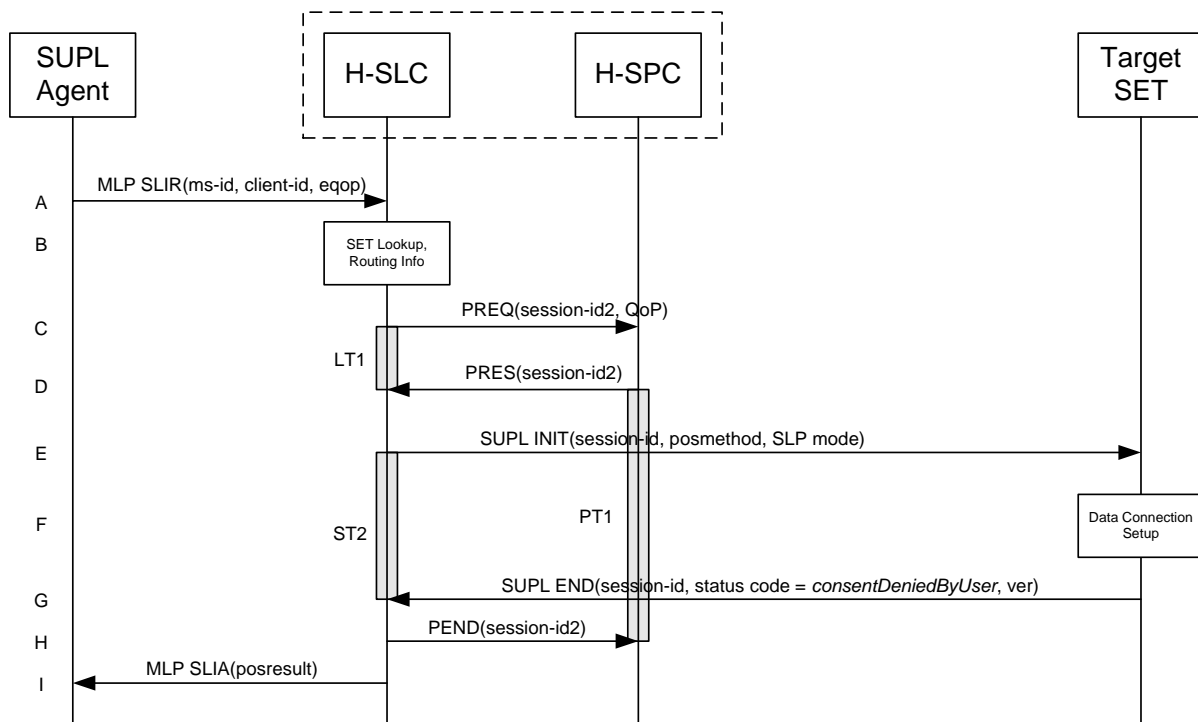 SUPL
Agent
H-SLC
H-SPC
Target
SET
A
MLP SLIR(ms-id, client-id, eqop)
B
SET Lookup,
Routing Info
C
PREQ(session-id2, QoP)
LT1
D
PRES(session-id2)
E
SUPL INIT(session-id, posmethod, SLP mode)
F
ST2
PT1
Data Connection
Setup
G
SUPL END(session-id, status code = consentDeniedByUser, ver)
H
PEND(session-id2)
I
MLP SLIA(posresult)